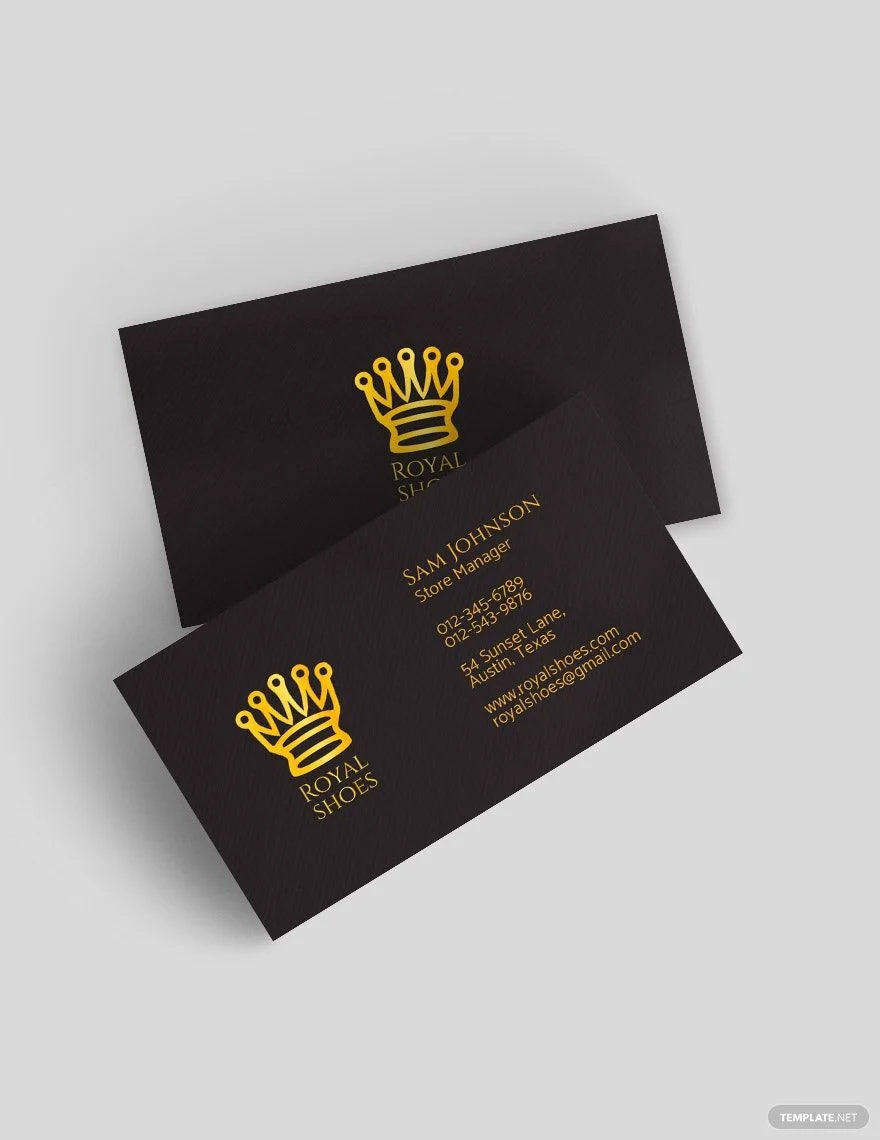 ROYAL
SAM JOHNSON
Store Manager
012-345-6789
012-543-9876
54 Sunset Lane,
Austin, Texas
www.royalshoes.com
royalshoes@gmail.com
ROYAL
SHOES
TEMPLATE.NET